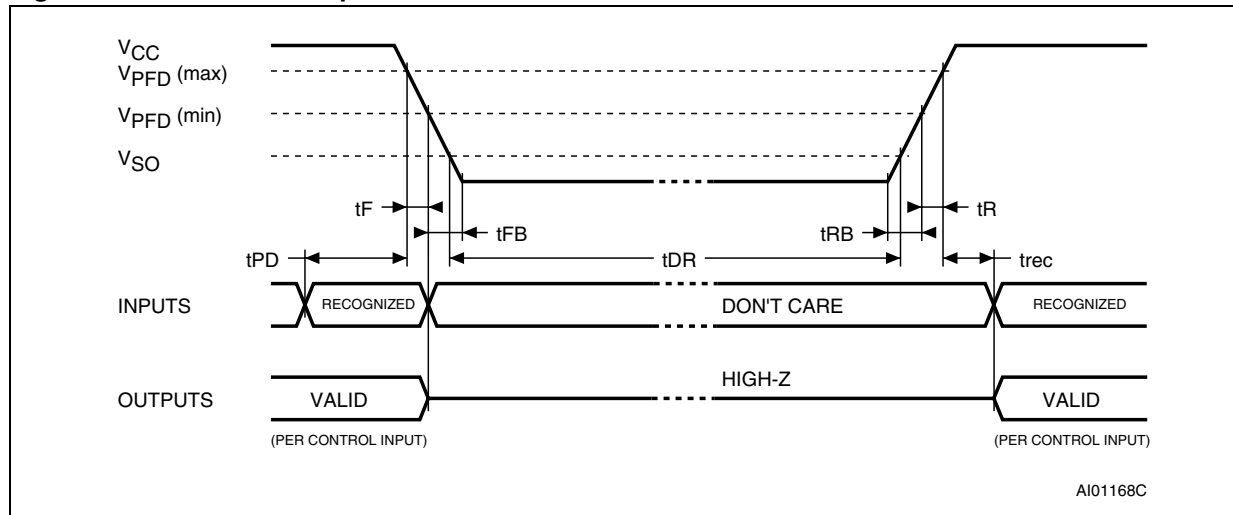 VCC
VPFD (max)
VPFD (min)
VSO
tF
tR
tFB
tRB
tPD
tDR
trec
INPUTS
RECOGNIZED
DON'T CARE
RECOGNIZED
HIGH-Z
OUTPUTS
VALID
VALID
(PER CONTROL INPUT)
(PER CONTROL INPUT)
AI01168C